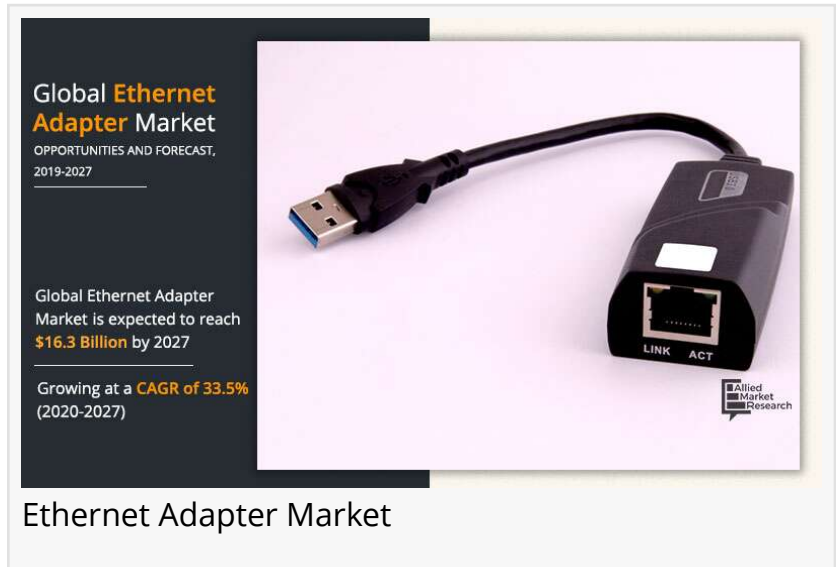 Global Ethernet
Adapter Market
OPPORTUNITIES AND FORECAST,
2019-2027
Global Ethernet Adapter
Market is expected to reach
$16.3 Billion by 2027
Growing at a CAGR of 33.5%
(2020-2027)
LINK ACT
Allied
Market
Research
Ethernet Adapter Market